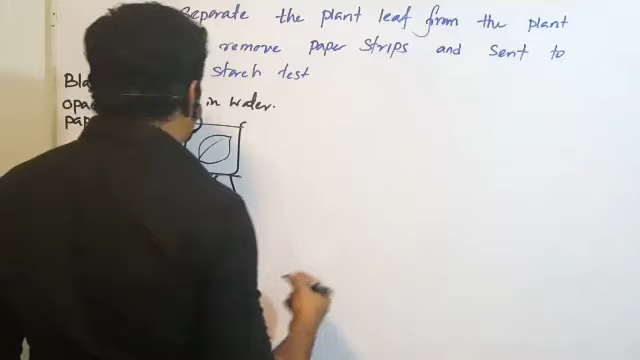 Separate the plant leaf from the plant
remove paper strips and sent to
starch test
Bla
opa
in water.
pap